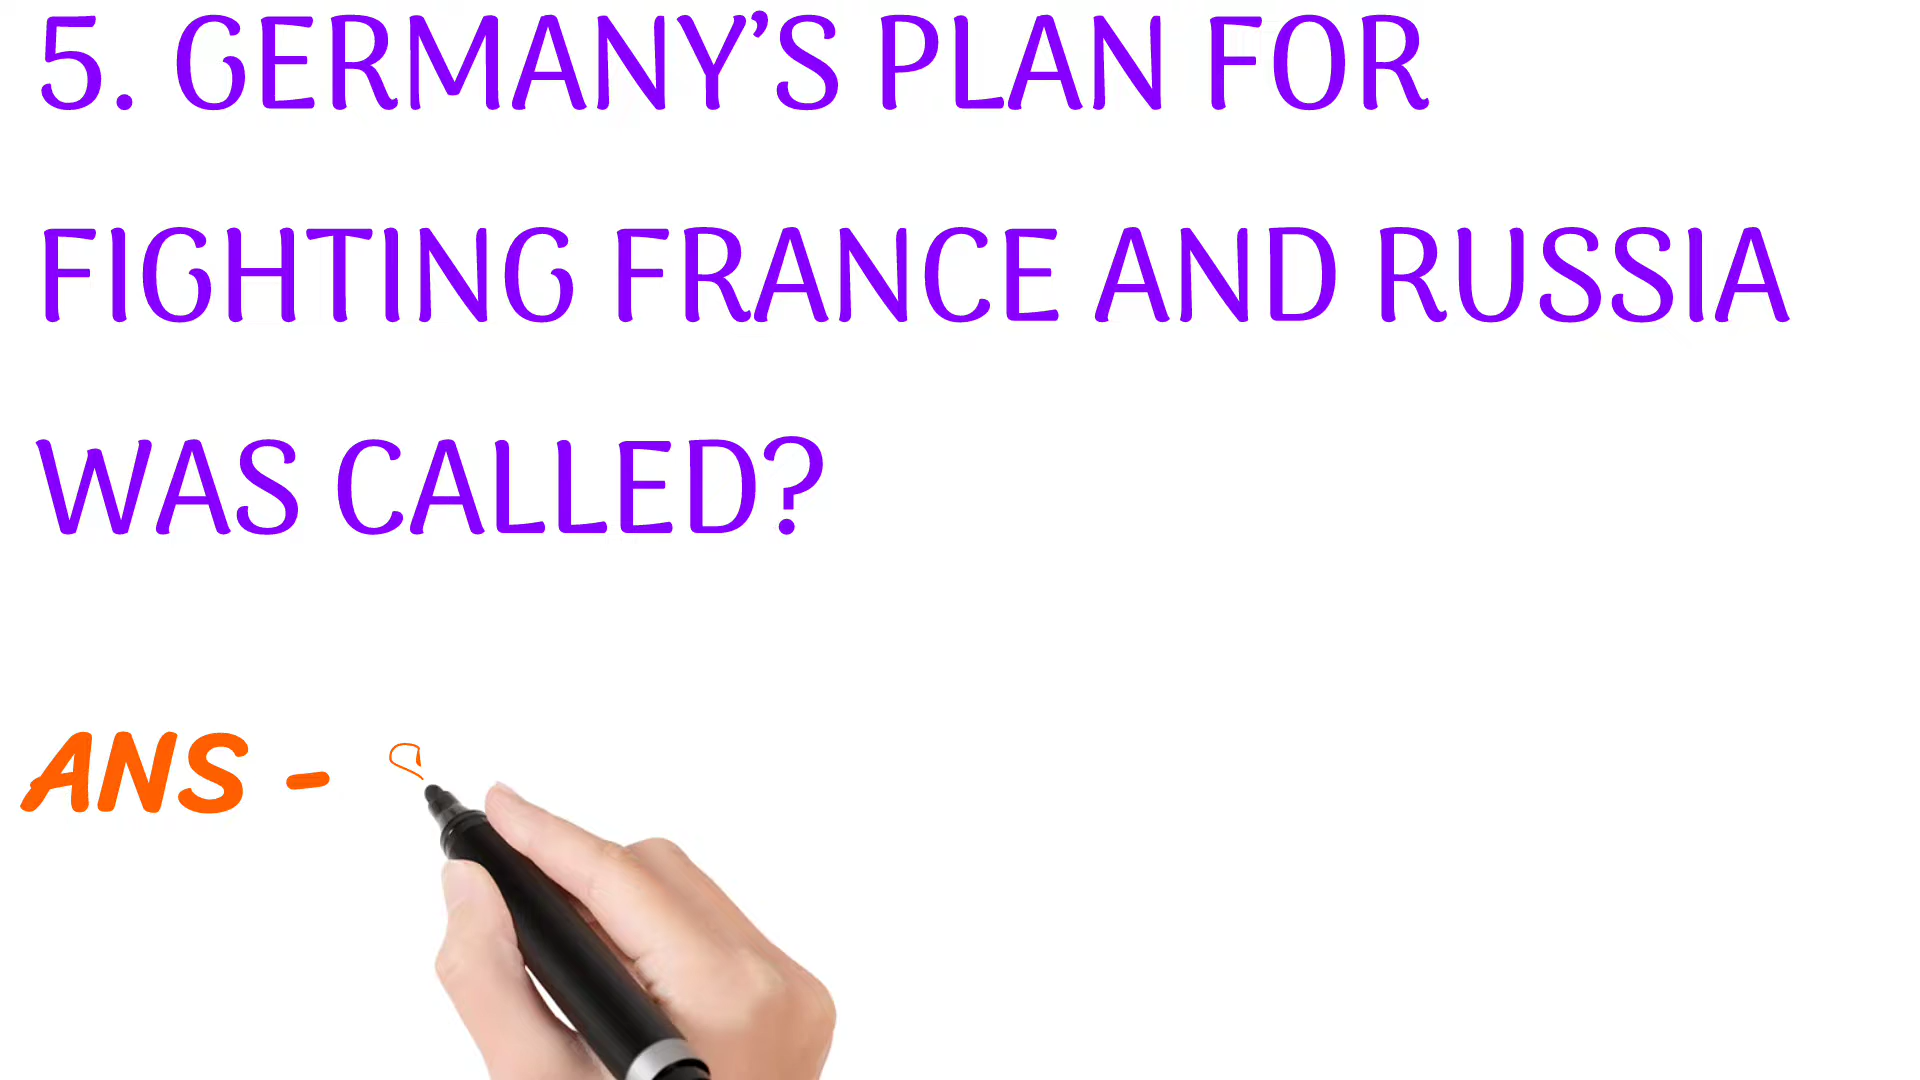 5. GERMANY’S PLAN FOR
FIGHTING FRANCE AND RUSSIA
WAS CALLED?
ANS -